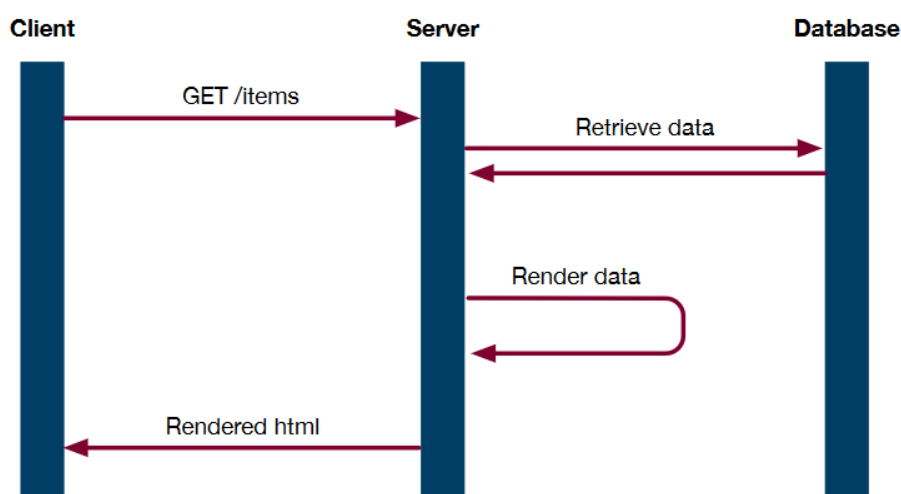 Client
Server
Database
GET /items
Retrieve data
Render data
Rendered html